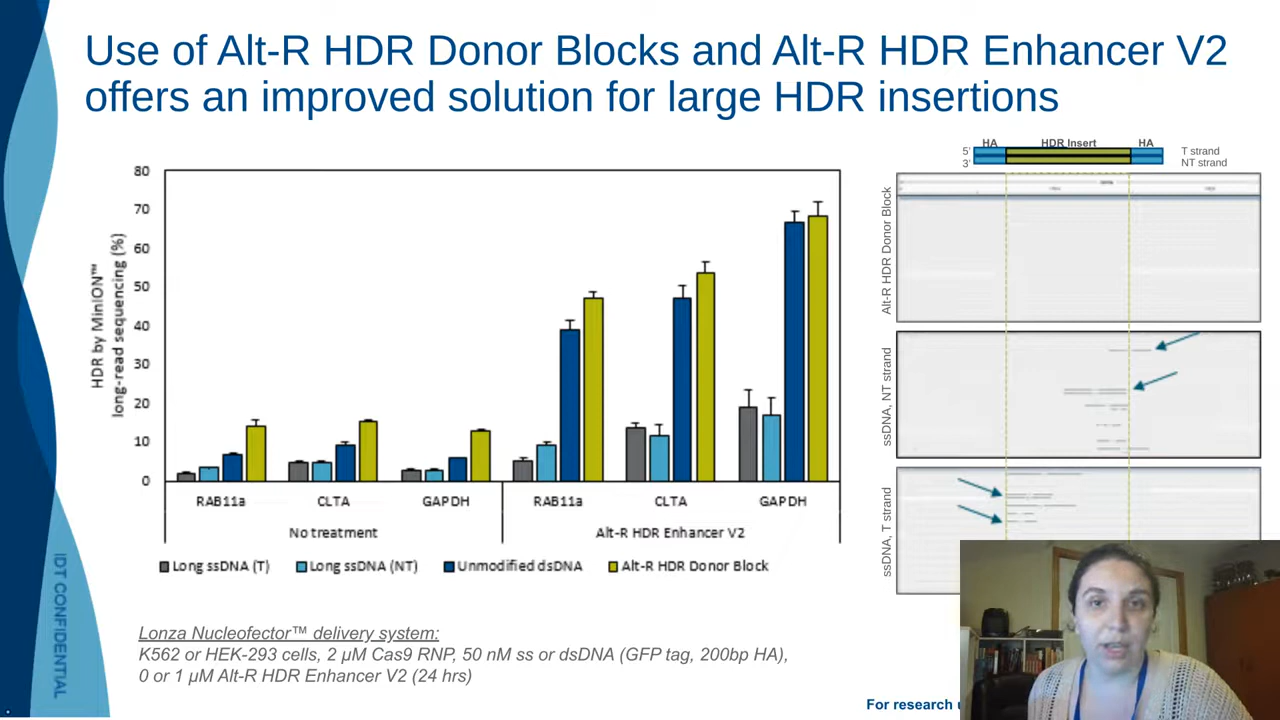 Use of Alt-R HDR Donor Blocks and Alt-R HDR Enhancer V2
offers an improved solution for large HDR insertions
HA HDR Insert HA
5’ T strand
3’ NT strand
Alt-R HDR Donor Block
ssDNA, NT strand
ssDNA, T strand
HDR by MinION™
long-read sequencing (%)
80
70
60
50
40
30
20
10
0
RAB11a CLTA GAPDH RAB11a CLTA GAPDH
No treatment Alt-R HDR Enhancer V2
Long ssDNA (T) Long ssDNA (NT) Unmodified dsDNA Alt-R HDR Donor Block
Lonza Nucleofector™ delivery system:
K562 or HEK-293 cells, 2 µM Cas9 RNP, 50 nM ss or dsDNA (GFP tag, 200bp HA),
0 or 1 µM Alt-R HDR Enhancer V2 (24 hrs)
IDT CONFIDENTIAL
For research